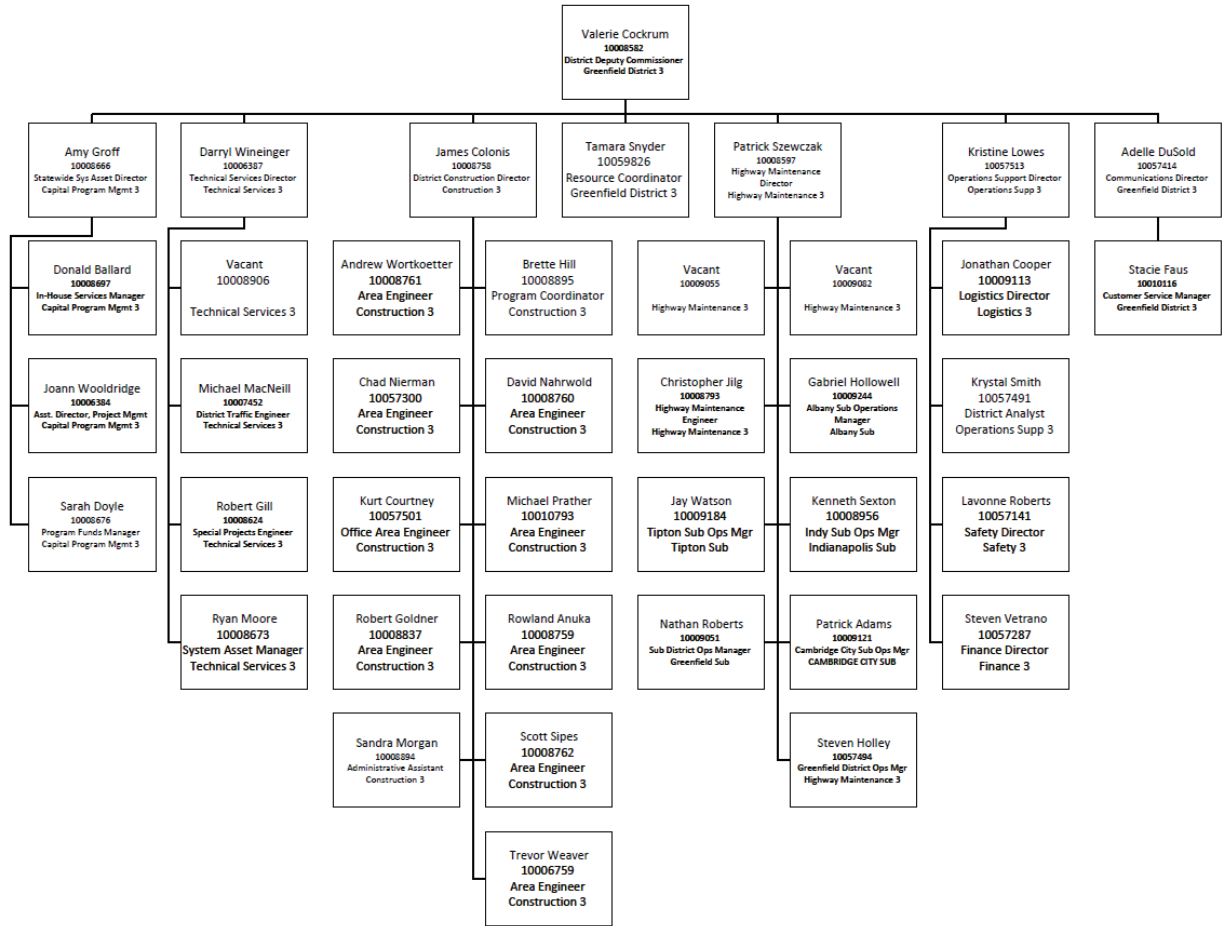 Valerie Cockrum
10008582
District Deputy Commissioner
Greenfield District 3
Amy Groff
10008666
Statewide Sys Asset Director
Capital Program Mgmt 3
Darryl Wineinger
10006387
Technical Services Director
Technical Services 3
James Colonis
10008758
District Construction Director
Construction 3
Tamara Snyder
10059826
Resource Coordinator
Greenfield District 3
Patrick Szewczak
10008597
Highway Maintenance
Director
Highway Maintenance 3
Kristine Lowes
10057513
Operations Support Director
Operations Supp 3
Adelle DuSold
10057414
Communications Director
Greenfield District 3
Donald Ballard
10008697
In-House Services Manager
Capital Program Mgmt 3
Vacant
10008906
Technical Services 3
Andrew Wortkoetter
10008761
Area Engineer
Construction 3
Brette Hill
10008895
Program Coordinator
Construction 3
Vacant
10009055
Highway Maintenance 3
Vacant
10009082
Highway Maintenance 3
Jonathan Cooper
10009113
Logistics Director
Logistics 3
Stacie Faus
10010116
Customer Service Manager
Greenfield District 3
Joann Wooldridge
10006384
Asst. Director, Project Mgmt
Capital Program Mgmt 3
Michael MacNeill
10007452
District Traffic Engineer
Technical Services 3
Chad Nierman
10057300
Area Engineer
Construction 3
David Nahrwold
10008760
Area Engineer
Construction 3
Christopher Jilg
10008793
Highway Maintenance
Engineer
Highway Maintenance 3
Gabriel Hollowell
10009244
Albany Sub Operations
Manager
Albany Sub
Krystal Smith
10057491
District Analyst
Operations Supp 3
Sarah Doyle
10008676
Program Funds Manager
Capital Program Mgmt 3
Robert Gill
10008624
Special Projects Engineer
Technical Services 3
Kurt Courtney
10057501
Office Area Engineer
Construction 3
Michael Prather
10010793
Area Engineer
Construction 3
Jay Watson
10009184
Tipton Sub Ops Mgr
Tipton Sub
Kenneth Sexton
10008956
Indy Sub Ops Mgr
Indianapolis Sub
Lavonne Roberts
10057141
Safety Director
Safety 3
Ryan Moore
10008673
System Asset Manager
Technical Services 3
Robert Goldner
10008837
Area Engineer
Construction 3
Rowland Anuka
10008759
Area Engineer
Construction 3
Nathan Roberts
10009051
Sub District Ops Manager
Greenfield Sub
Patrick Adams
10009121
Cambridge City Sub Ops Mgr
CAMBRIDGE CITY SUB
Steven Vetrano
10057287
Finance Director
Finance 3
Sandra Morgan
10008894
Administrative Assistant
Construction 3
Scott Sipes
10008762
Area Engineer
Construction 3
Steven Holley
10057494
Greenfield District Ops Mgr
Highway Maintenance 3
Trevor Weaver
10006759
Area Engineer
Construction 3